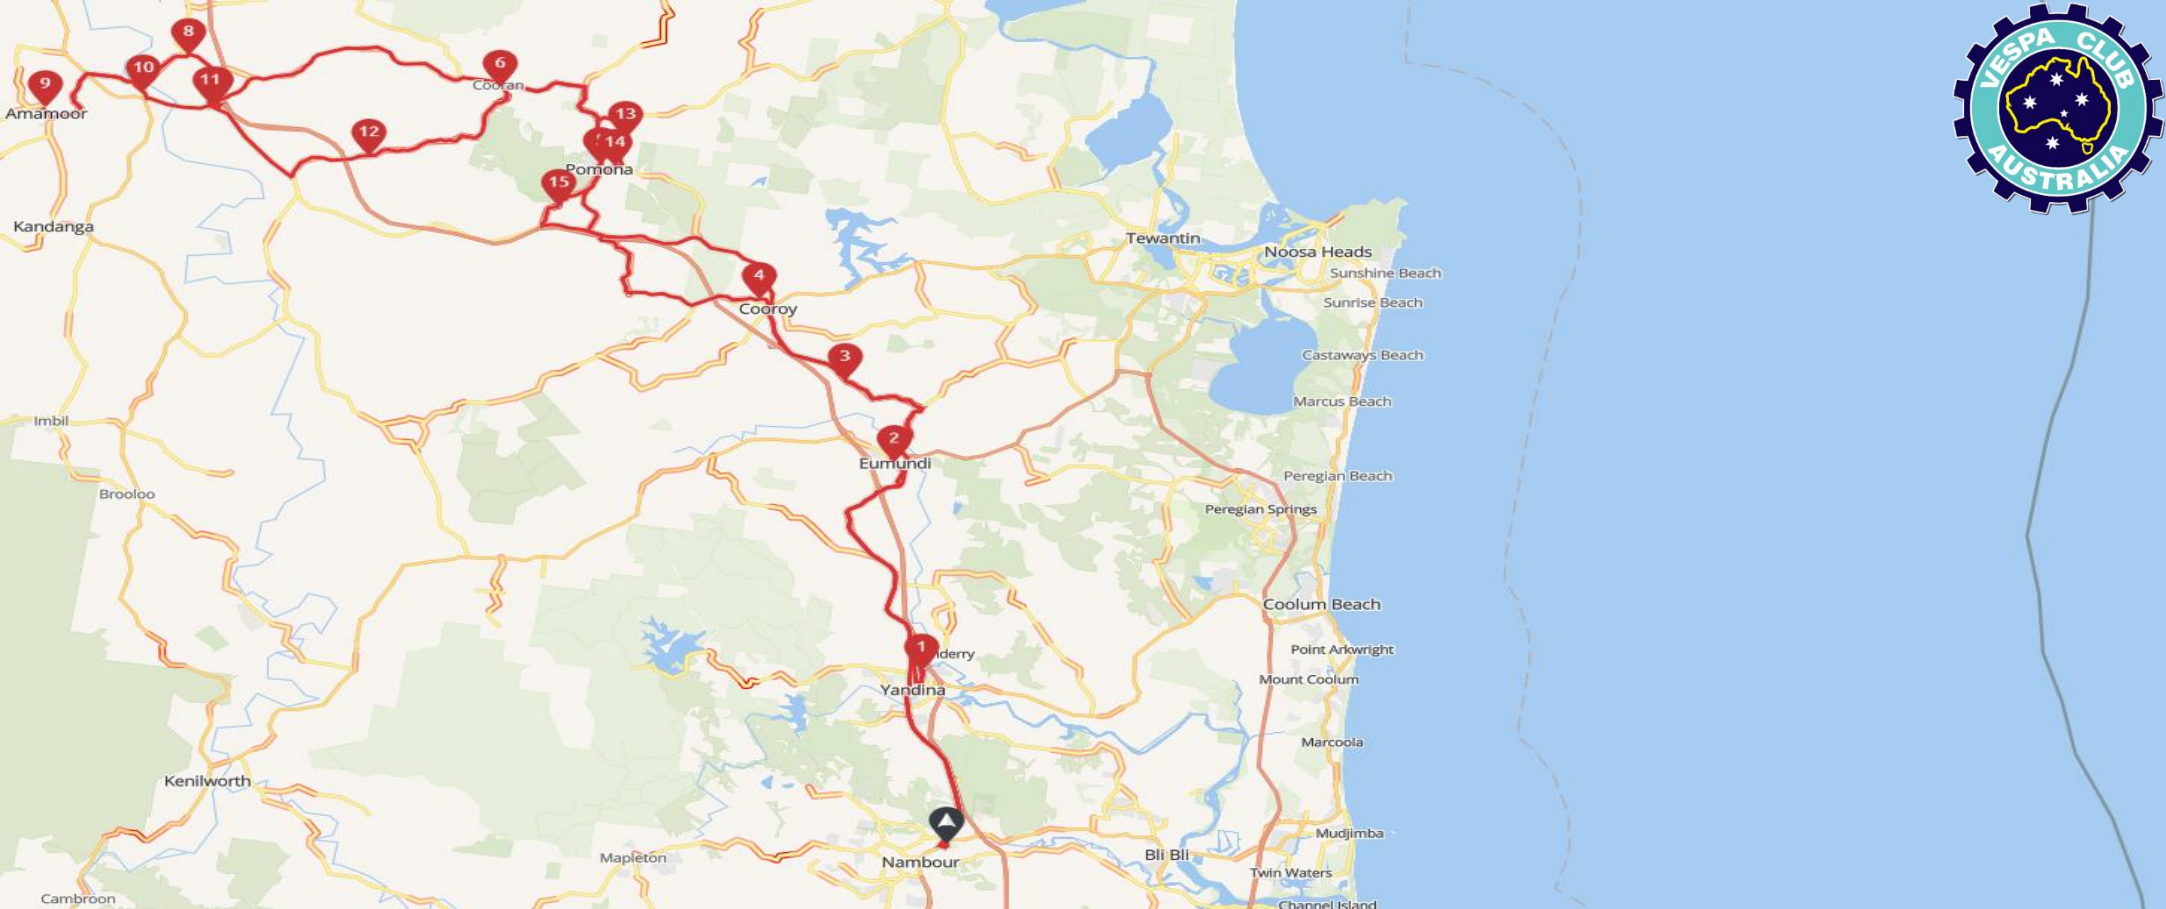 VESPA CLUB
AUSTRALIA
8
6
10
9
11
Cooran
Amamoor
13
12
14
Pomona
15
Kandanga
Tewantin
Noosa Heads
Sunshine Beach
4
Sunrise Beach
Cooroy
3
Castaways Beach
Marcus Beach
Imbil
2
Eumundi
Peregian Beach
Brooloo
Peregian Springs
Coolum Beach
1
nderry
Point Arkwright
Mount Coolum
Yandina
Marcoola
Kenilworth
Mudjimba
Mapleton
Nambour
Bli Bli
Twin Waters
Cambroon
Channel Island